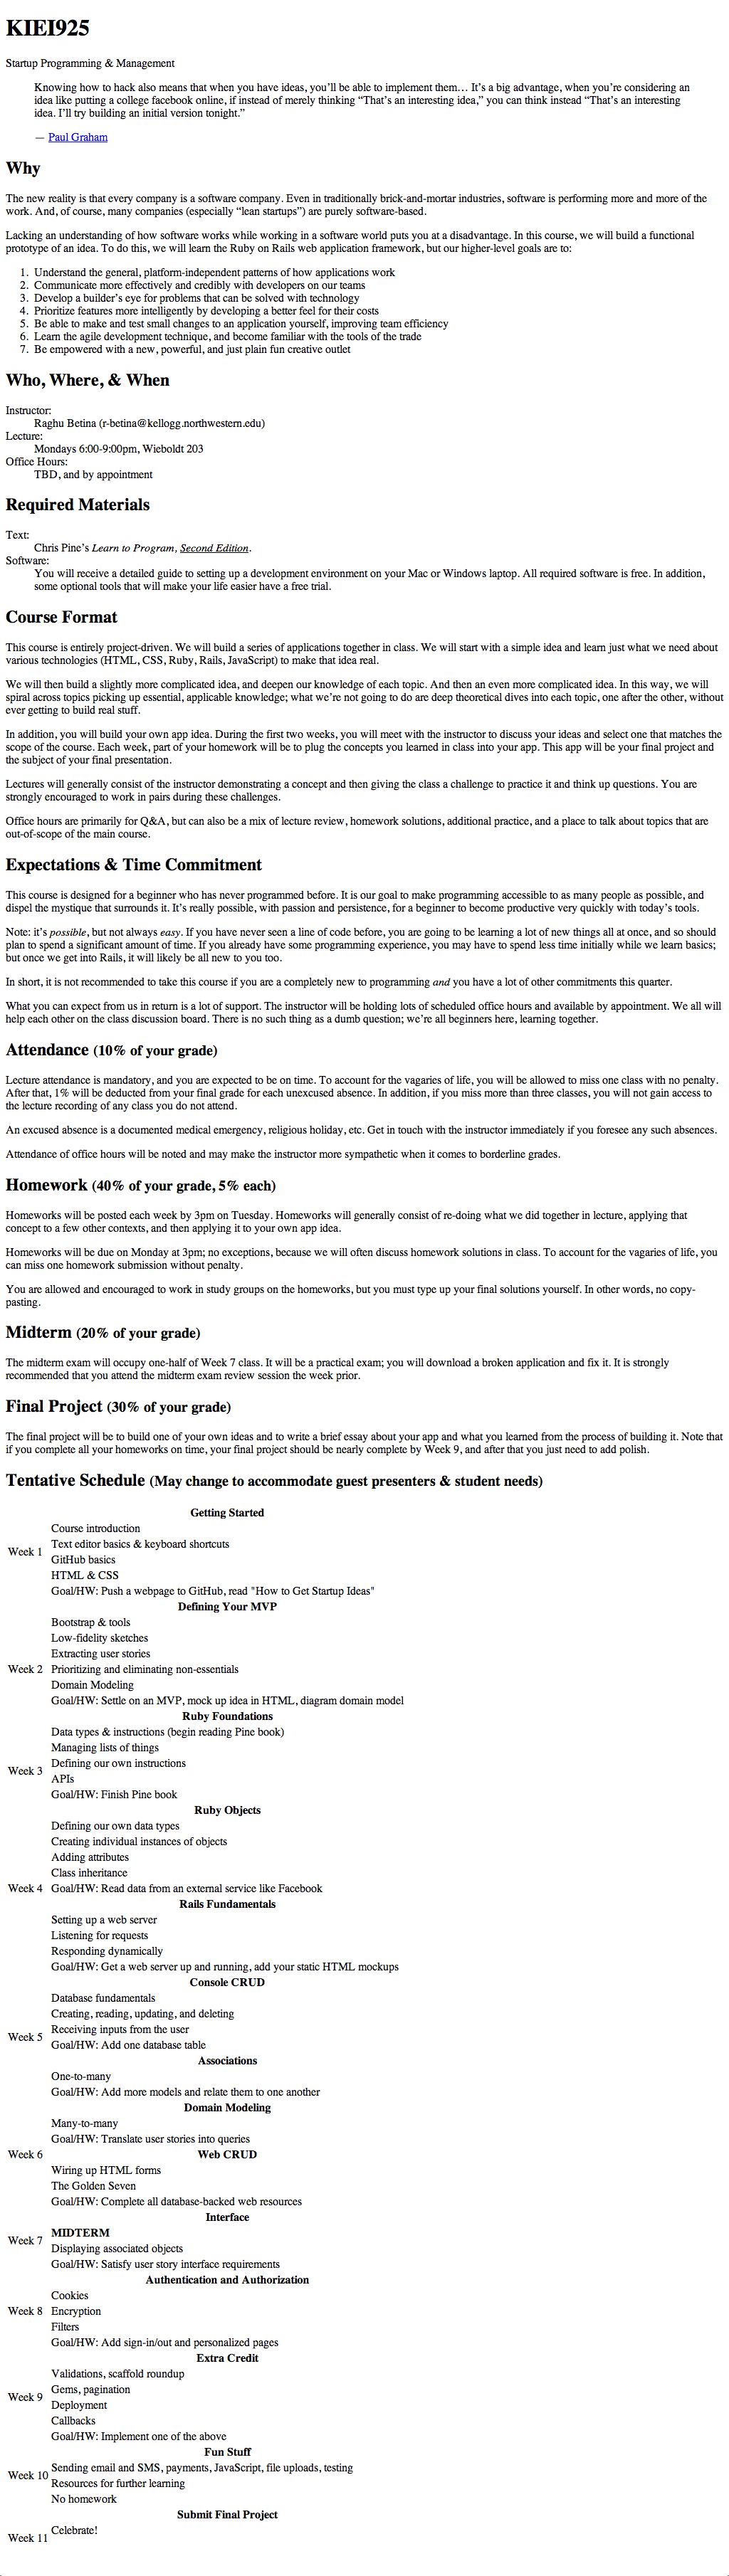 KIEI925
Startup Programming & Management
Knowing how to hack also means that when you have ideas, you’ll be able to implement them… It’s a big advantage, when you’re considering an
idea like putting a college facebook online, if instead of merely thinking “That’s an interesting idea,” you can think instead “That’s an interesting
idea. I’ll try building an initial version tonight.”
— Paul Graham
Why
The new reality is that every company is a software company. Even in traditionally brick-and-mortar industries, software is performing more and more of the
work. And, of course, many companies (especially “lean startups”) are purely software-based.
Lacking an understanding of how software works while working in a software world puts you at a disadvantage. In this course, we will build a functional
prototype of an idea. To do this, we will learn the Ruby on Rails web application framework, but our higher-level goals are to:
1. Understand the general, platform-independent patterns of how applications work
2. Communicate more effectively and credibly with developers on our teams
3. Develop a builder’s eye for problems that can be solved with technology
4. Prioritize features more intelligently by developing a better feel for their costs
5. Be able to make and test small changes to an application yourself, improving team efficiency
6. Learn the agile development technique, and become familiar with the tools of the trade
7. Be empowered with a new, powerful, and just plain fun creative outlet
Who, Where, & When
Instructor:
Raghu Betina (r-betina@kellogg.northwestern.edu)
Lecture:
Mondays 6:00-9:00pm, Wieboldt 203
Office Hours:
TBD, and by appointment
Required Materials
Text:
Chris Pine’s Learn to Program, Second Edition.
Software:
You will receive a detailed guide to setting up a development environment on your Mac or Windows laptop. All required software is free. In addition,
some optional tools that will make your life easier have a free trial.
Course Format
This course is entirely project-driven. We will build a series of applications together in class. We will start with a simple idea and learn just what we need about
various technologies (HTML, CSS, Ruby, Rails, JavaScript) to make that idea real.
We will then build a slightly more complicated idea, and deepen our knowledge of each topic. And then an even more complicated idea. In this way, we will
spiral across topics picking up essential, applicable knowledge; what we’re not going to do are deep theoretical dives into each topic, one after the other, without
ever getting to build real stuff.
In addition, you will build your own app idea. During the first two weeks, you will meet with the instructor to discuss your ideas and select one that matches the
scope of the course. Each week, part of your homework will be to plug the concepts you learned in class into your app. This app will be your final project and
the subject of your final presentation.
Lectures will generally consist of the instructor demonstrating a concept and then giving the class a challenge to practice it and think up questions. You are
strongly encouraged to work in pairs during these challenges.
Office hours are primarily for Q&A, but can also be a mix of lecture review, homework solutions, additional practice, and a place to talk about topics that are
out-of-scope of the main course.
Expectations & Time Commitment
This course is designed for a beginner who has never programmed before. It is our goal to make programming accessible to as many people as possible, and
dispel the mystique that surrounds it. It’s really possible, with passion and persistence, for a beginner to become productive very quickly with today’s tools.
Note: it’s possible, but not always easy. If you have never seen a line of code before, you are going to be learning a lot of new things all at once, and so should
plan to spend a significant amount of time. If you already have some programming experience, you may have to spend less time initially while we learn basics;
but once we get into Rails, it will likely be all new to you too.
In short, it is not recommended to take this course if you are a completely new to programming and you have a lot of other commitments this quarter.
What you can expect from us in return is a lot of support. The instructor will be holding lots of scheduled office hours and available by appointment. We all will
help each other on the class discussion board. There is no such thing as a dumb question; we’re all beginners here, learning together.
Attendance (10% of your grade)
Lecture attendance is mandatory, and you are expected to be on time. To account for the vagaries of life, you will be allowed to miss one class with no penalty.
After that, 1% will be deducted from your final grade for each unexcused absence. In addition, if you miss more than three classes, you will not gain access to
the lecture recording of any class you do not attend.
An excused absence is a documented medical emergency, religious holiday, etc. Get in touch with the instructor immediately if you foresee any such absences.
Attendance of office hours will be noted and may make the instructor more sympathetic when it comes to borderline grades.
Homework (40% of your grade, 5% each)
Homeworks will be posted each week by 3pm on Tuesday. Homeworks will generally consist of re-doing what we did together in lecture, applying that
concept to a few other contexts, and then applying it to your own app idea.
Homeworks will be due on Monday at 3pm; no exceptions, because we will often discuss homework solutions in class. To account for the vagaries of life, you
can miss one homework submission without penalty.
You are allowed and encouraged to work in study groups on the homeworks, but you must type up your final solutions yourself. In other words, no copy-
pasting.
Midterm (20% of your grade)
The midterm exam will occupy one-half of Week 7 class. It will be a practical exam; you will download a broken application and fix it. It is strongly
recommended that you attend the midterm exam review session the week prior.
Final Project (30% of your grade)
The final project will be to build one of your own ideas and to write a brief essay about your app and what you learned from the process of building it. Note that
if you complete all your homeworks on time, your final project should be nearly complete by Week 9, and after that you just need to add polish.
Tentative Schedule (May change to accommodate guest presenters & student needs)
Getting Started
Course introduction
Text editor basics & keyboard shortcuts
Week 1
GitHub basics
HTML & CSS
Goal/HW: Push a webpage to GitHub, read "How to Get Startup Ideas"
Defining Your MVP
Bootstrap & tools
Low-fidelity sketches
Extracting user stories
Week 2 Prioritizing and eliminating non-essentials
Domain Modeling
Goal/HW: Settle on an MVP, mock up idea in HTML, diagram domain model
Ruby Foundations
Data types & instructions (begin reading Pine book)
Managing lists of things
Defining our own instructions
Week 3
APIs
Goal/HW: Finish Pine book
Ruby Objects
Defining our own data types
Creating individual instances of objects
Adding attributes
Class inheritance
Week 4 Goal/HW: Read data from an external service like Facebook
Rails Fundamentals
Setting up a web server
Listening for requests
Responding dynamically
Goal/HW: Get a web server up and running, add your static HTML mockups
Console CRUD
Database fundamentals
Creating, reading, updating, and deleting
Receiving inputs from the user
Week 5
Goal/HW: Add one database table
Associations
One-to-many
Goal/HW: Add more models and relate them to one another
Domain Modeling
Many-to-many
Goal/HW: Translate user stories into queries
Week 6 Web CRUD
Wiring up HTML forms
The Golden Seven
Goal/HW: Complete all database-backed web resources
Interface
MIDTERM
Week 7
Displaying associated objects
Goal/HW: Satisfy user story interface requirements
Authentication and Authorization
Cookies
Week 8 Encryption
Filters
Goal/HW: Add sign-in/out and personalized pages
Extra Credit
Validations, scaffold roundup
Gems, pagination
Week 9
Deployment
Callbacks
Goal/HW: Implement one of the above
Fun Stuff
Sending email and SMS, payments, JavaScript, file uploads, testing
Week 10
Resources for further learning
No homework
Submit Final Project
Celebrate!
Week 11